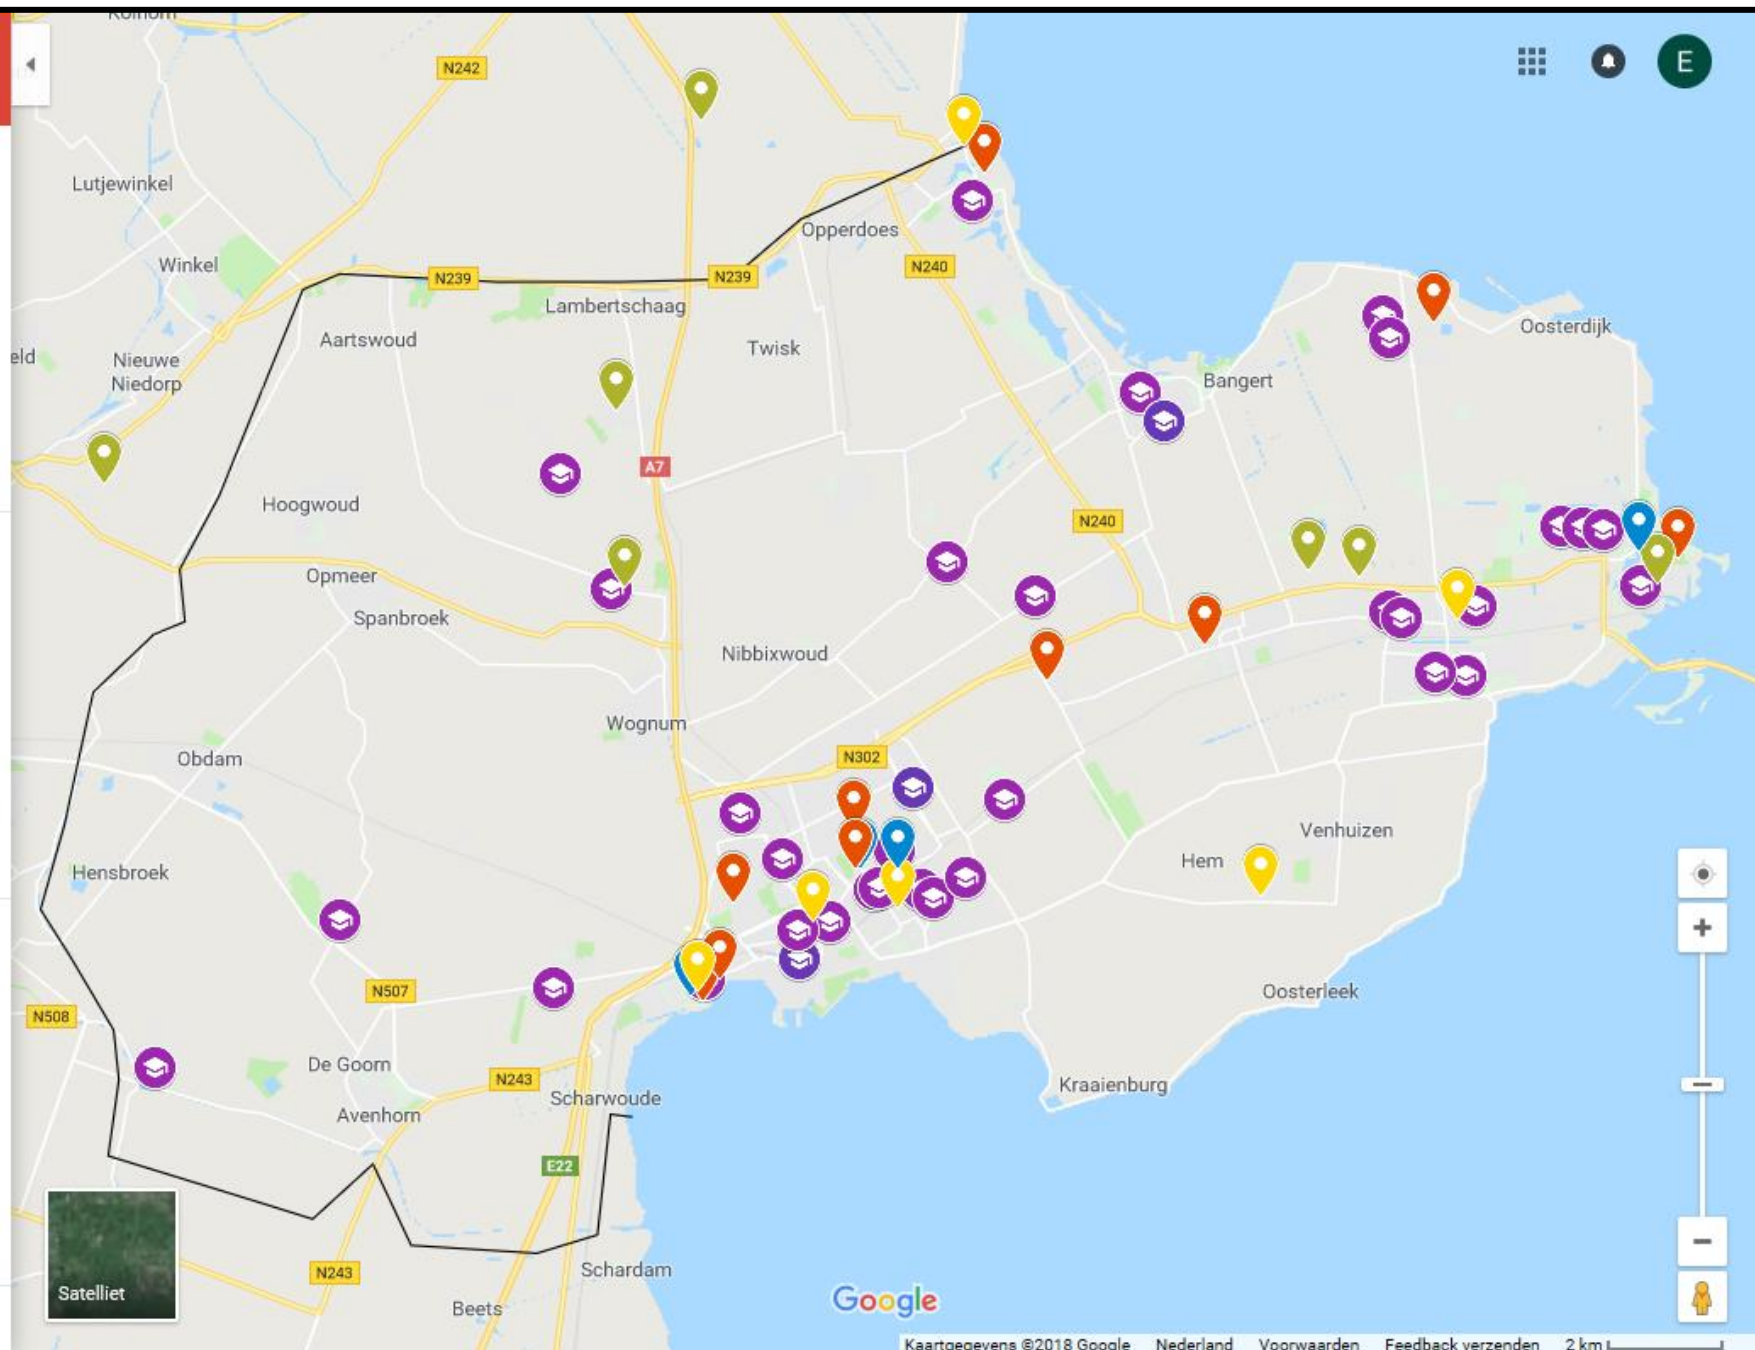 N242
E
Lutjewinkel
Opperdoes
Winkel
N239
N239
N240
Lambertschaag
Oosterdijk
Aartswoud
Twisk
eld
Nieuwe
Niedorp
Bangert
A7
Hoogwoud
N240
Opmeer
Spanbroek
Nibbixwoud
Wognum
Obdam
N302
Venhuizen
Hem
Hensbroek
N507
Oosterleek
N508
De Goorn
N243
Kraaienburg
Scharwoude
Avenhorn
E22
N243
Schardam
Satelliet
Beets
Google
Kaartgegevens ©2018 Google Nederland Voorwaarden Feedback verzenden 2 km